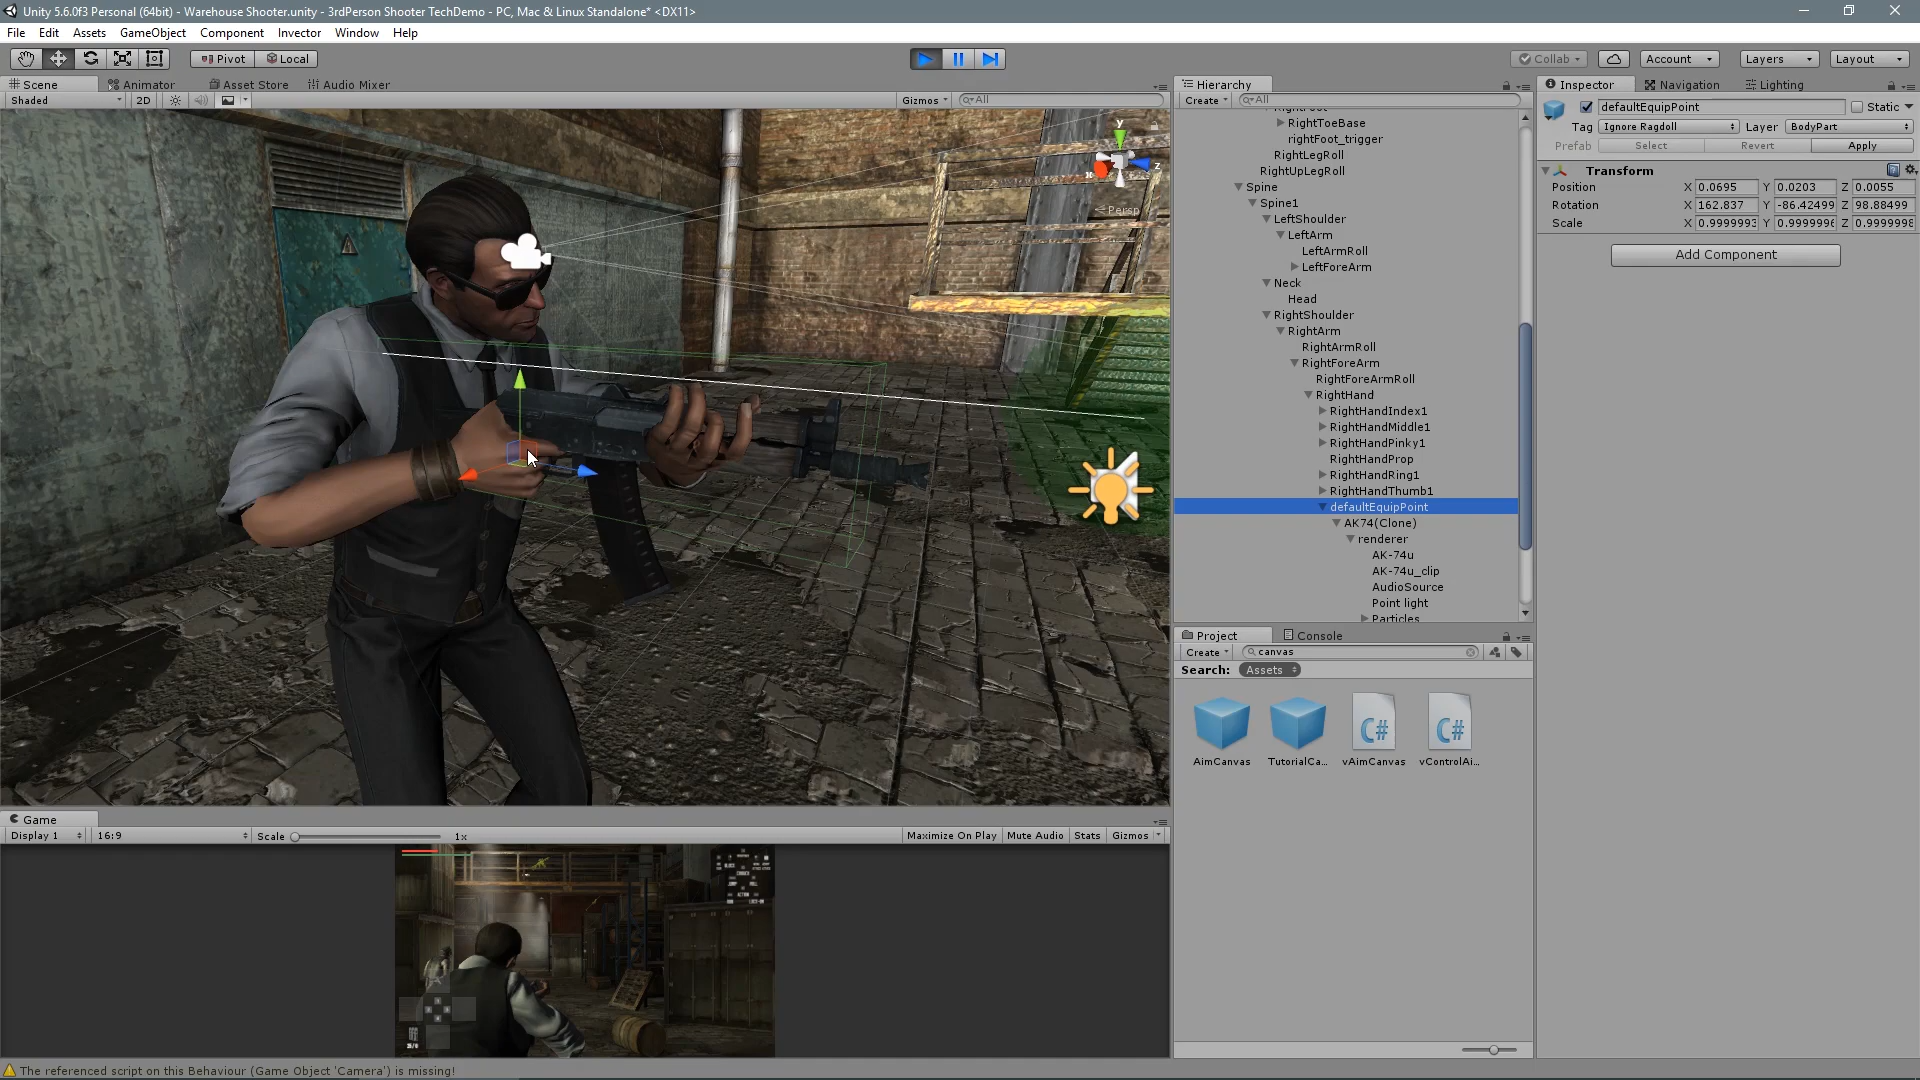 Unity 5.6.0f3 Personal (64bit) - Warehouse Shooter.unity - 3rdPerson Shooter TechDemo - PC, Mac & Linux Standalone* <DX11>
File Edit Assets GameObject Component Invector Window Help
Pivot Local Collab Account Layers Layout
Scene Animator Asset Store Audio Mixer
Shaded 2D Gizmos All
y
x
z
Persp
Hierarchy
Create All
RightToeBase
rightFoot_trigger
RightLegRoll
RightUpLegRoll
Spine
Spine1
LeftShoulder
LeftArm
LeftArmRoll
LeftForeArm
Neck
Head
RightShoulder
RightArm
RightArmRoll
RightForeArm
RightForeArmRoll
RightHand
RightHandIndex1
RightHandMiddle1
RightHandPinky1
RightHandProp
RightHandRing1
RightHandThumb1
defaultEquipPoint
AK74(Clone)
renderer
AK-74u
AK-74u_clip
AudioSource
Point light
Particles
Project Console
Create canvas
Search: Assets
C# C#
AimCanvas TutorialCa... vAimCanvas vControlAi...
Inspector Navigation Lighting
defaultEquipPoint Static
Tag Ignore Ragdoll Layer BodyPart
Prefab Select Revert Apply
Transform
Position X 0.0695 Y 0.0203 Z 0.0055
Rotation X 162.837 Y -86.42499 Z 98.88499
Scale X 0.9999993 Y 0.9999996 Z 0.9999998
Add Component
Game
Display 1 16:9 Scale 1x Maximize On Play Mute Audio Stats Gizmos
The referenced script on this Behaviour (Game Object 'Camera') is missing!